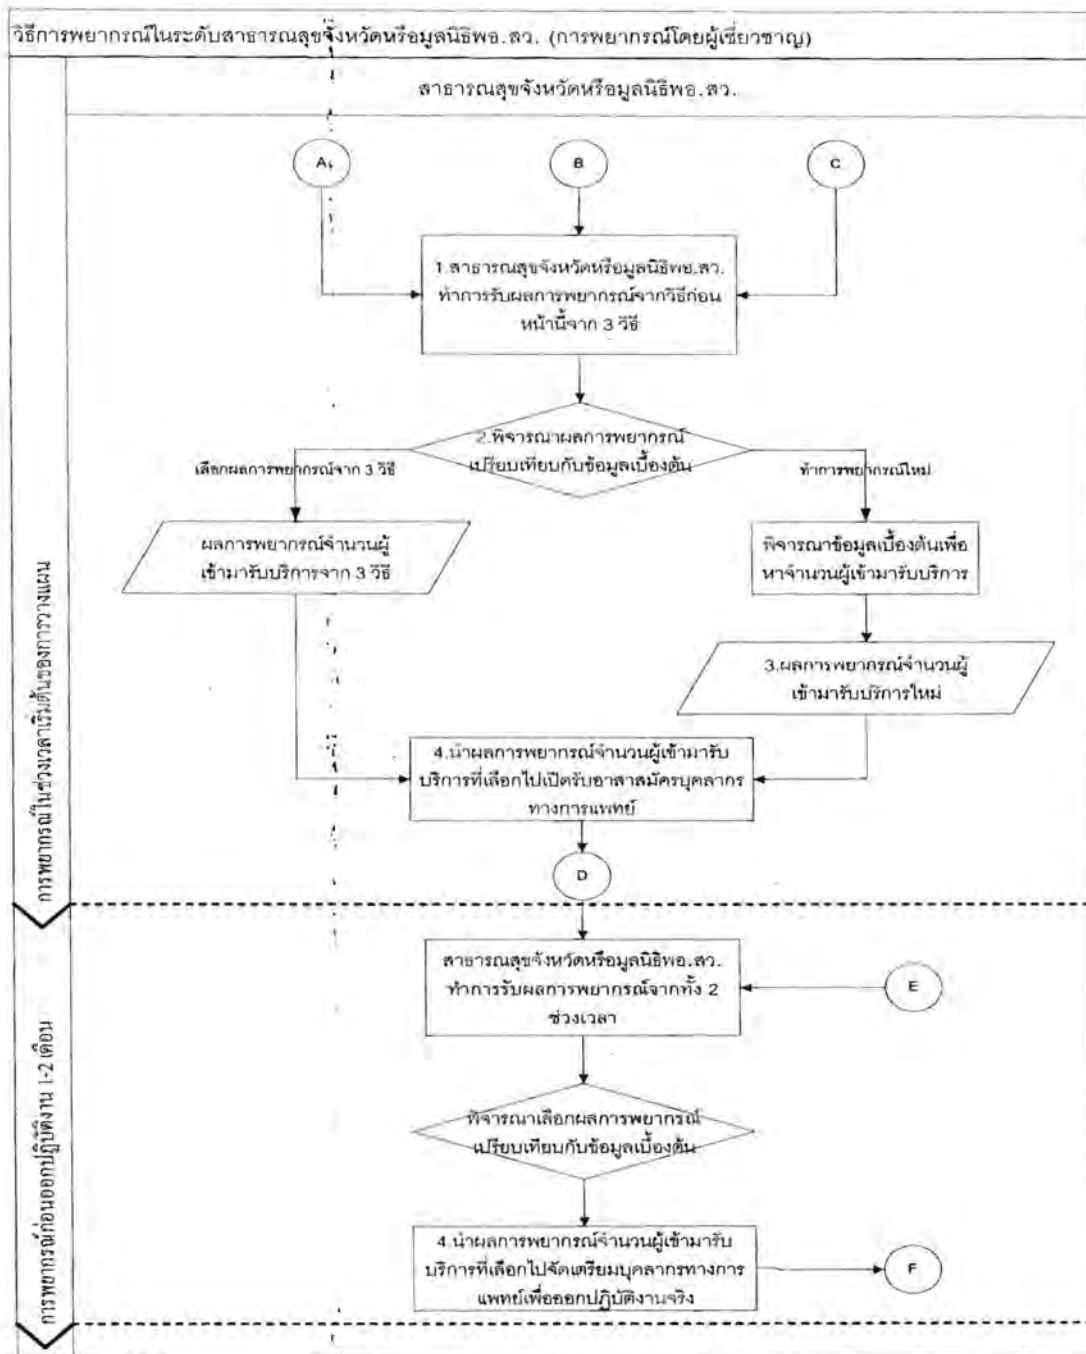 วิธีการพยากรณ์ในระดับสาธารณสุขจังหวัดหรือมูลนิธิพอ.สว. (การพยากรณ์โดยผู้เชี่ยวชาญ)
สาธารณสุขจังหวัดหรือมูลนิธิพอ.สว.
A
B
C
1.สาธารณสุขจังหวัดหรือมูลนิธิพอ.สว.
ทำการรับผลการพยากรณ์จากวิธีก่อน
หน้านี้จาก 3 วิธี
2.พิจารณาผลการพยากรณ์
เปรียบเทียบกับข้อมูลเบื้องต้น
เลือกผลการพยากรณ์จาก 3 วิธี
ทำการพยากรณ์ใหม่
ผลการพยากรณ์จำนวนผู้
เข้ามารับบริการจาก 3 วิธี
พิจารณาข้อมูลเบื้องต้นเพื่อ
หาจำนวนผู้เข้ามารับบริการ
3.ผลการพยากรณ์จำนวนผู้
เข้ามารับบริการใหม่
4.นำผลการพยากรณ์จำนวนผู้เข้ามารับ
บริการที่เลือกไปเปิดรับอาสาสมัครบุคลากร
ทางการแพทย์
D
การพยากรณ์ในช่วงเวลาเริ่มต้นของการวางแผน
สาธารณสุขจังหวัดหรือมูลนิธิพอ.สว.
ทำการรับผลการพยากรณ์จากทั้ง 2
ช่วงเวลา
E
พิจารณาเลือกผลการพยากรณ์
เปรียบเทียบกับข้อมูลเบื้องต้น
4.นำผลการพยากรณ์จำนวนผู้เข้ามารับ
บริการที่เลือกไปจัดเตรียมบุคลากรทางการ
แพทย์เพื่อออกปฏิบัติงานจริง
F
การพยากรณ์ก่อนออกปฏิบัติงาน 1-2 เดือน